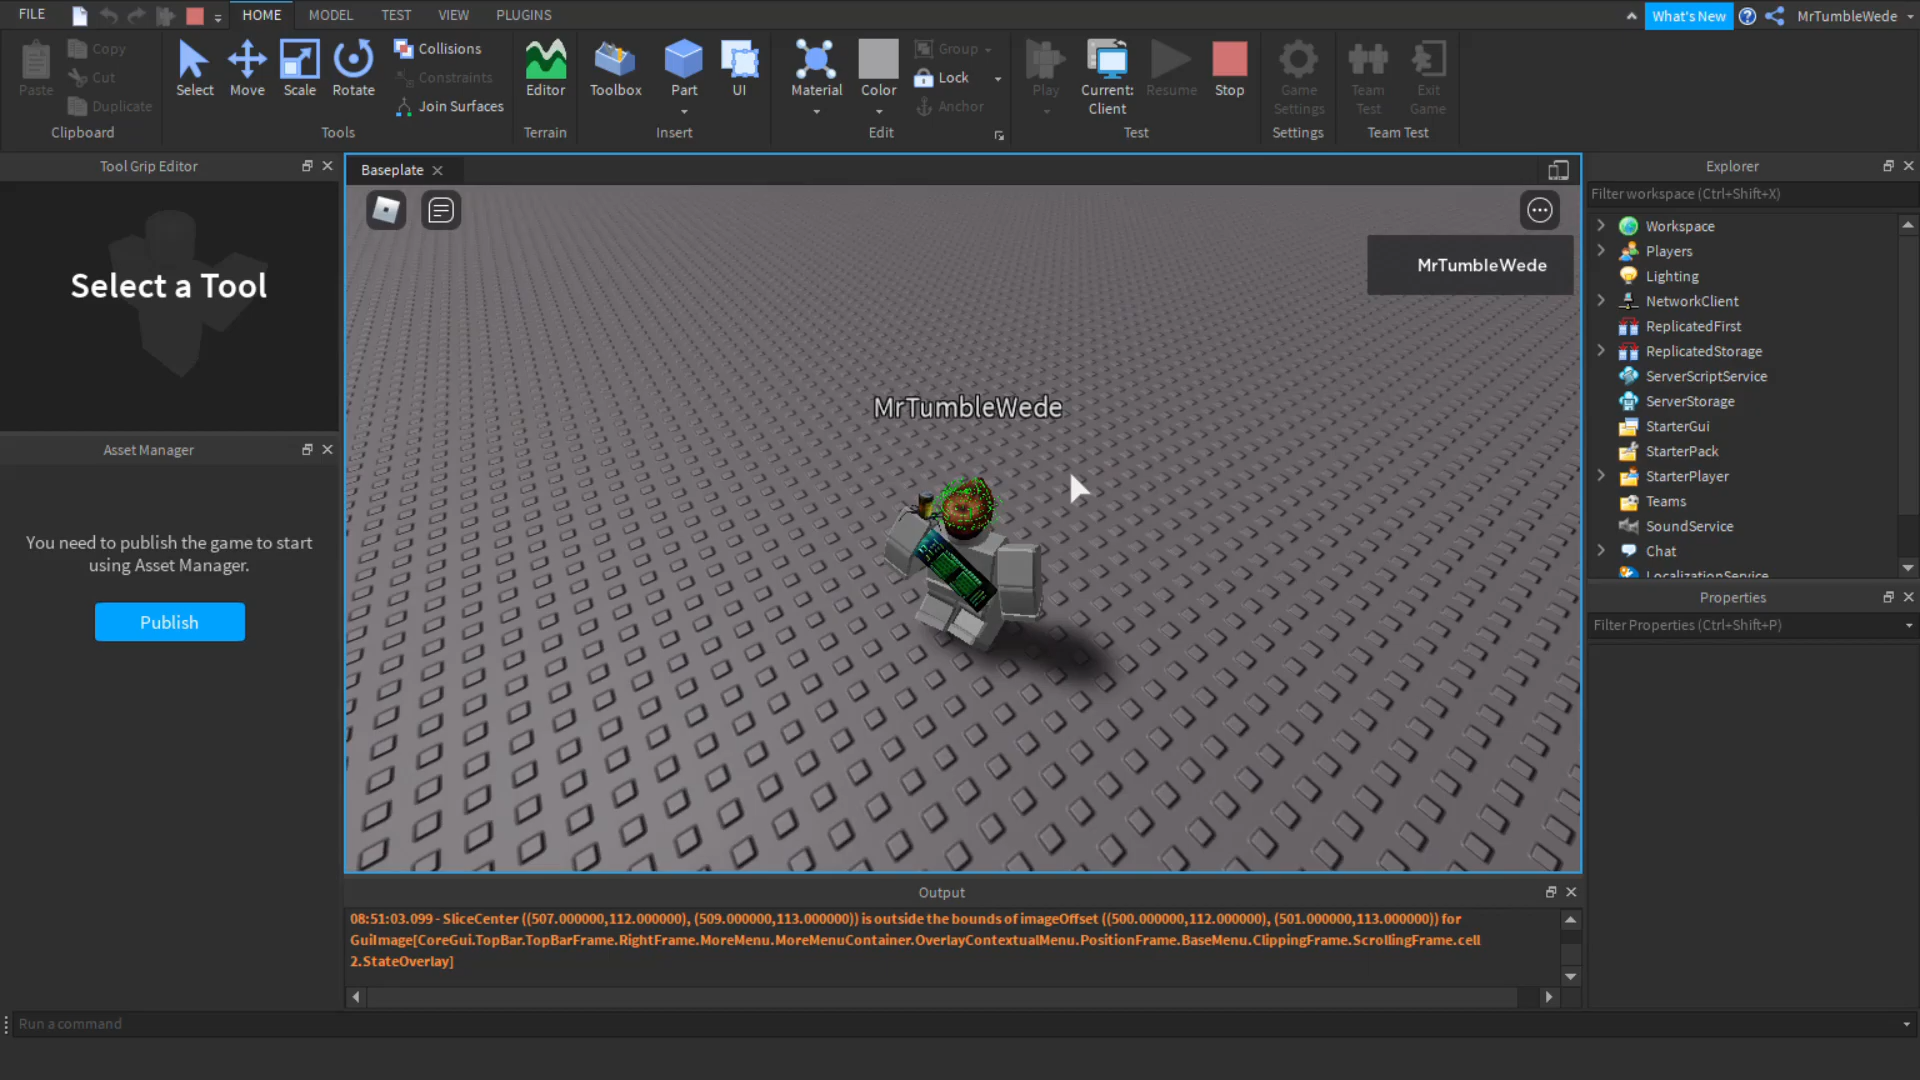 FILE
HOME
MODEL
TEST
VIEW
PLUGINS
What's New
MrTumbleWede
Paste
Copy
Cut
Duplicate
Clipboard
Select
Move
Scale
Rotate
Collisions
Constraints
Join Surfaces
Tools
Editor
Terrain
Toolbox
Part
UI
Insert
Material
Color
Group
Lock
Anchor
Edit
Play
Current:
Client
Resume
Stop
Test
Game
Settings
Settings
Team
Test
Exit
Game
Team Test
Tool Grip Editor
Select a Tool
Asset Manager
You need to publish the game to start
using Asset Manager.
Publish
Baseplate
MrTumbleWede
MrTumbleWede
Output
08:51:03.099 - SliceCenter ((507.000000,112.000000), (509.000000,113.000000)) is outside the bounds of imageOffset ((500.000000,112.000000), (501.000000,113.000000)) for
GuiImage[CoreGui.TopBar.TopBarFrame.RightFrame.MoreMenu.MoreMenuContainer.OverlayContextualMenu.PositionFrame.BaseMenu.ClippingFrame.ScrollingFrame.cell
2.StateOverlay]
Explorer
Filter workspace (Ctrl+Shift+X)
Workspace
Players
Lighting
NetworkClient
ReplicatedFirst
ReplicatedStorage
ServerScriptService
ServerStorage
StarterGui
StarterPack
StarterPlayer
Teams
SoundService
Chat
LocalizationService
Properties
Filter Properties (Ctrl+Shift+P)
Run a command